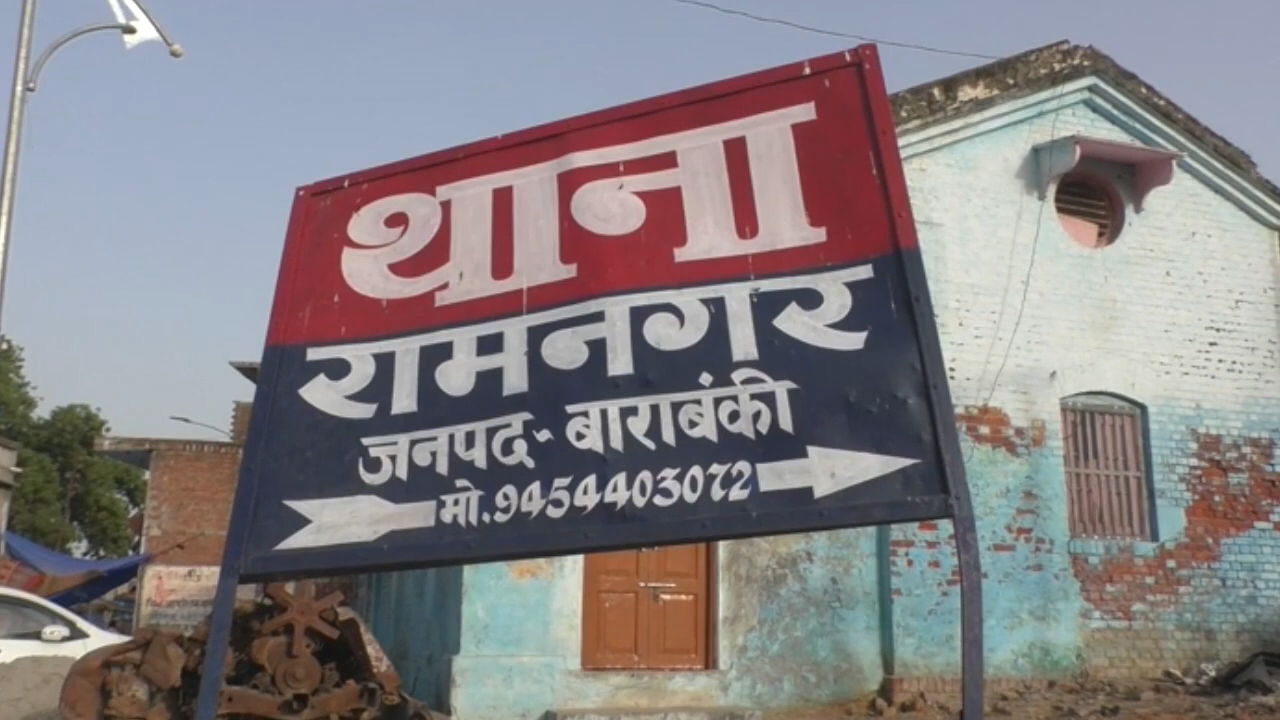 थाना
रामनगर
जनपद- बाराबंकी
मो.9454403072